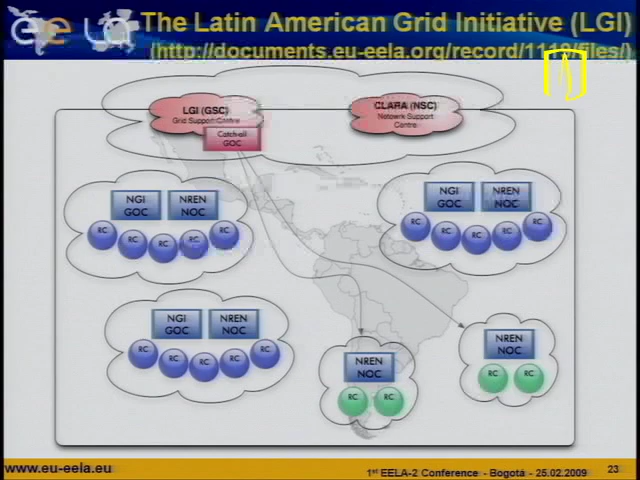 The Latin American Grid Initiative (LGI)
(http://documents.eu-eela.org/record/1118/files/)
LGI (GSC)
Grid Support Centre
Catch-all
GOC
CLARA (NSC)
Network Support
Centre
NGI
GOC
NREN
NOC
RC
RC
RC
RC
RC
NGI
GOC
NREN
NOC
RC
RC
RC
RC
RC
NGI
GOC
NREN
NOC
RC
RC
RC
RC
RC
NREN
NOC
RC
RC
NREN
NOC
RC
RC
www.eu-eela.eu
1st EELA-2 Conference - Bogotá - 25.02.2009
23